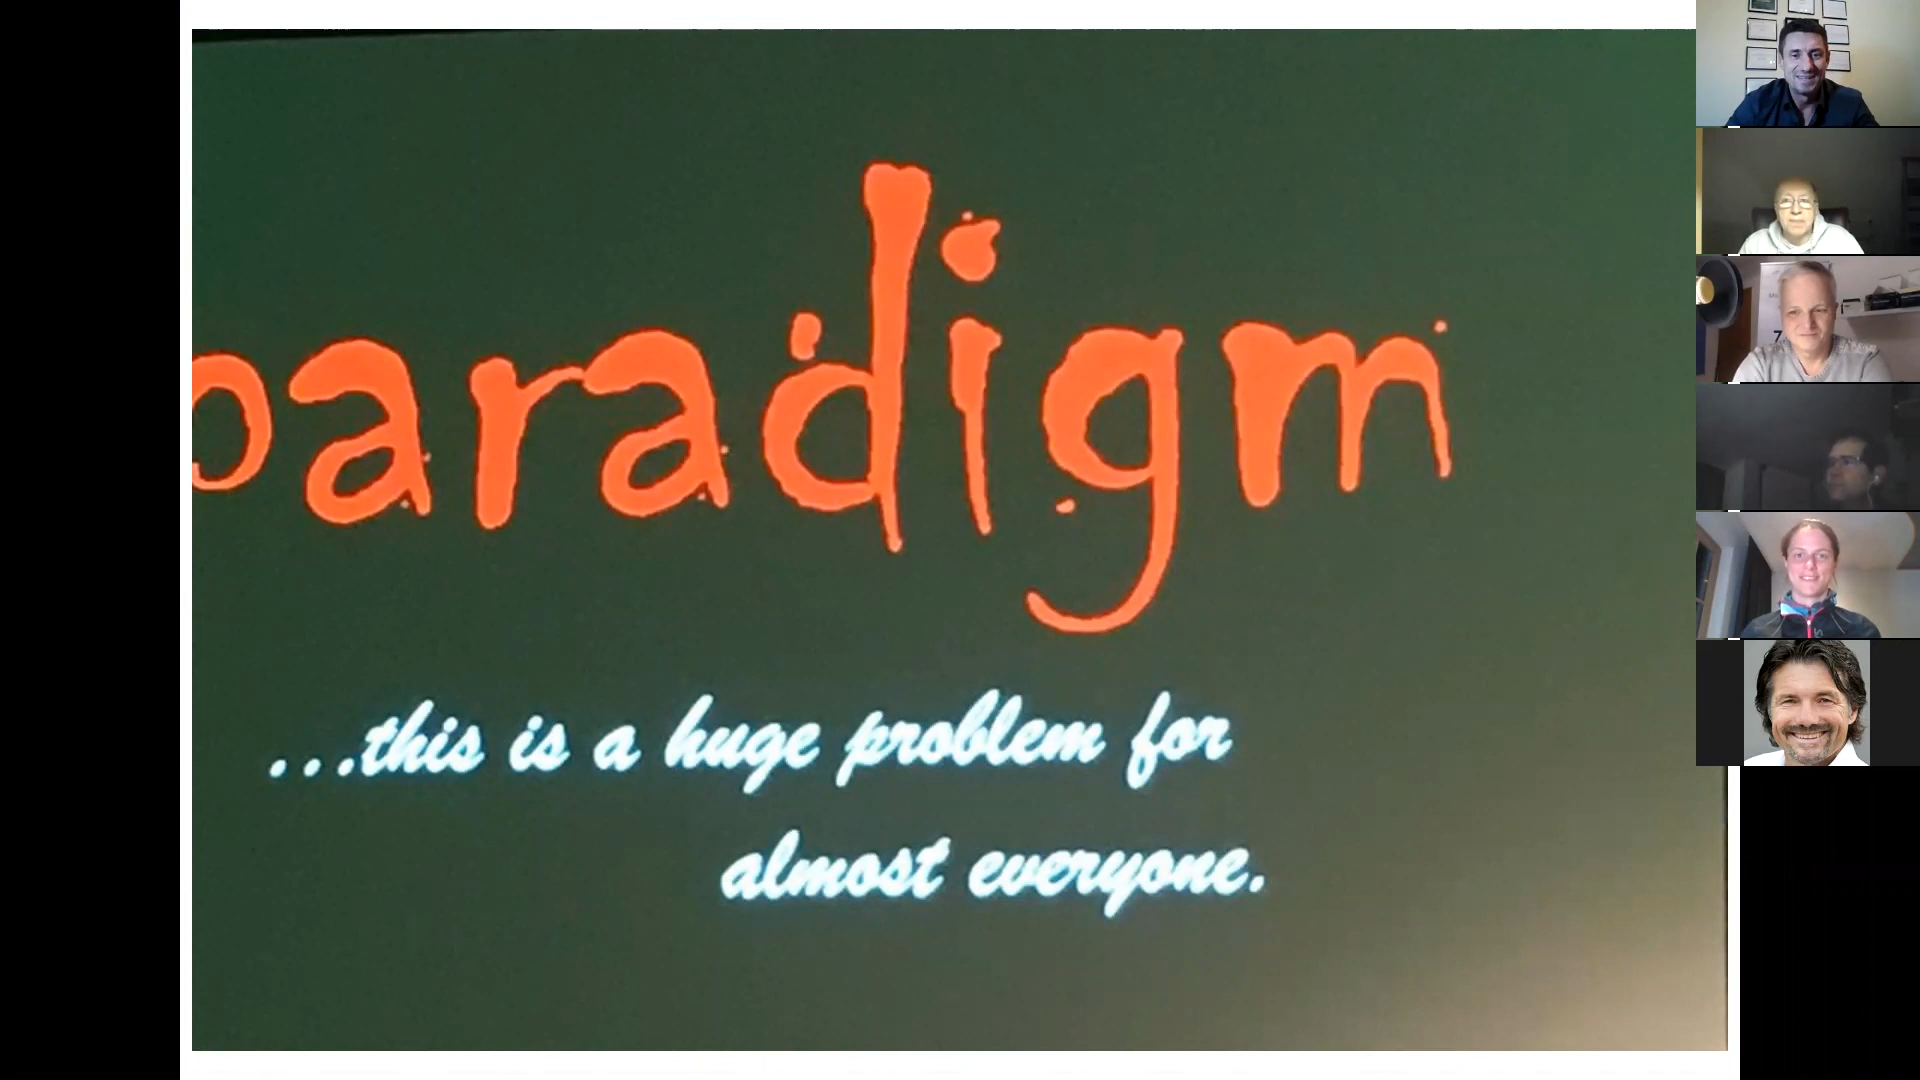 paradigm
...this is a huge problem for
almost everyone.